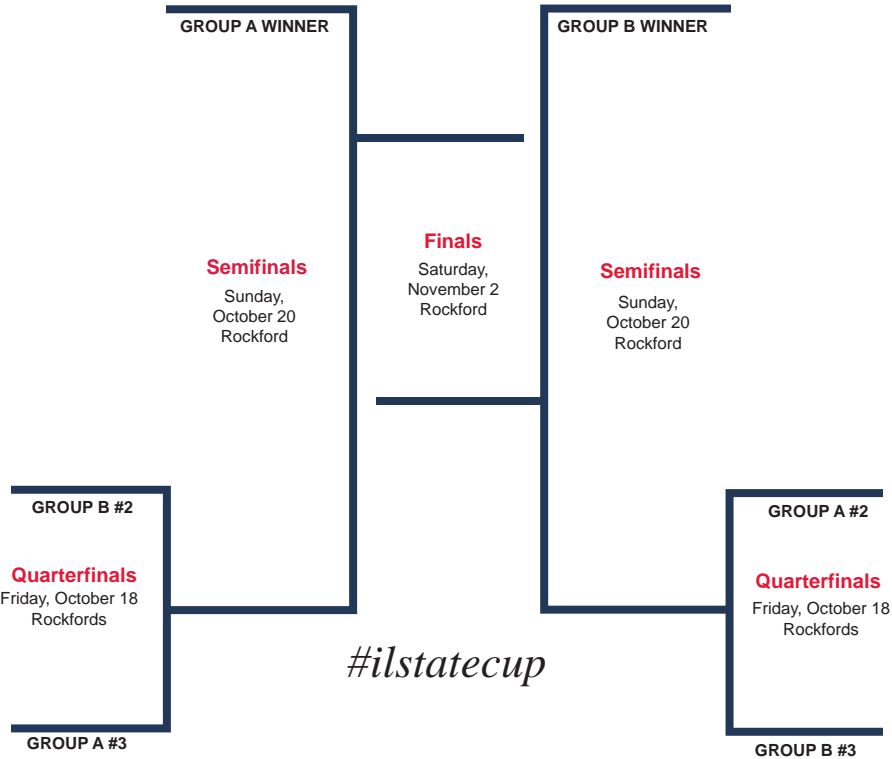 GROUP A WINNER
GROUP B WINNER
Finals
Saturday,
November 2
Rockford
Semifinals
Sunday,
October 20
Rockford
Semifinals
Sunday,
October 20
Rockford
GROUP B #2
Quarterfinals
Friday, October 18
Rockfords
GROUP A #3
GROUP A #2
Quarterfinals
Friday, October 18
Rockfords
GROUP B #3
#ilstatecup